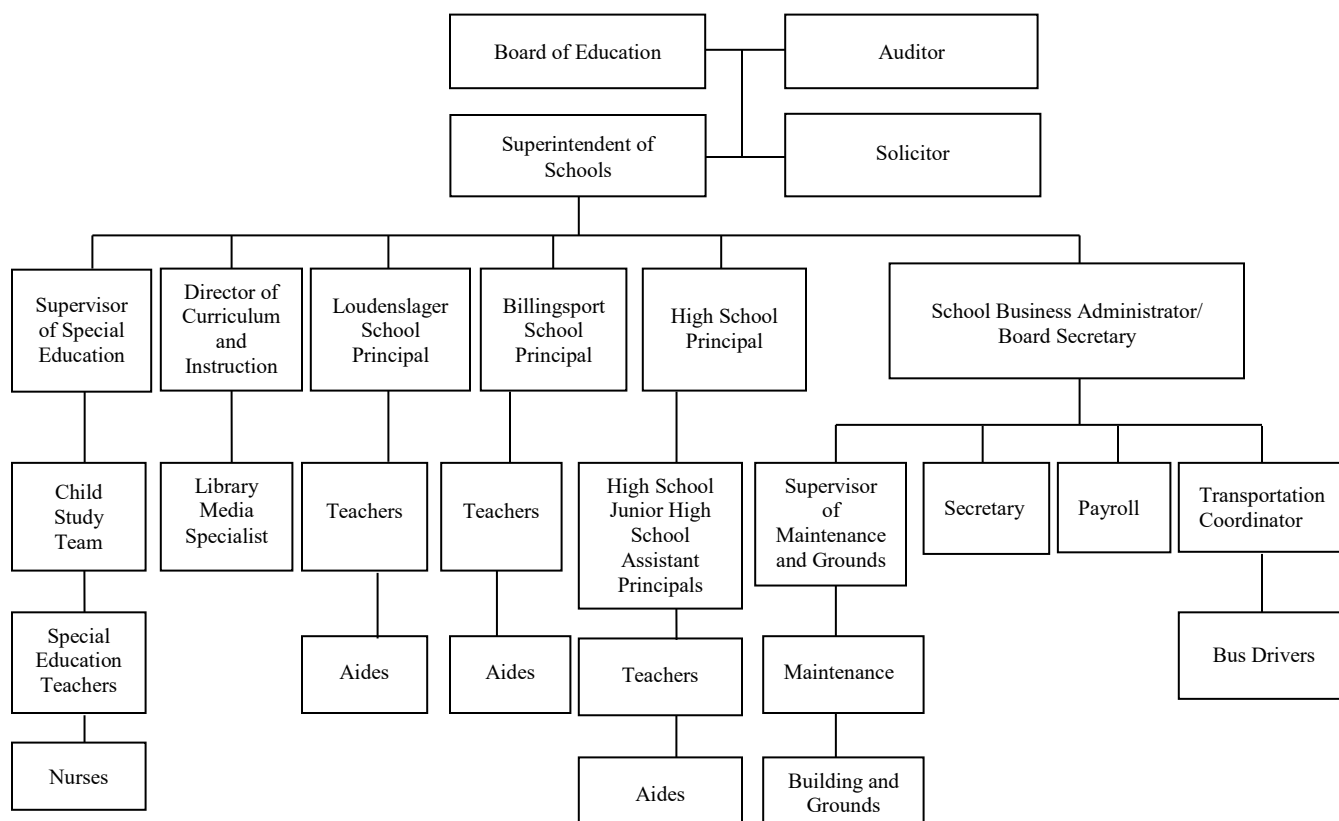 Board of Education
Auditor
Superintendent of
Schools
Solicitor
Supervisor
of Special
Education
Director of
Curriculum
and
Instruction
Loudenslager
School
Principal
Billingsport
School
Principal
High School
Principal
School Business Administrator/
Board Secretary
Child
Study
Team
Library
Media
Specialist
Teachers
Teachers
High School
Junior High
School
Assistant
Principals
Supervisor
of
Maintenance
and Grounds
Secretary
Payroll
Transportation
Coordinator
Special
Education
Teachers
Aides
Aides
Teachers
Maintenance
Bus Drivers
Nurses
Aides
Building and
Grounds